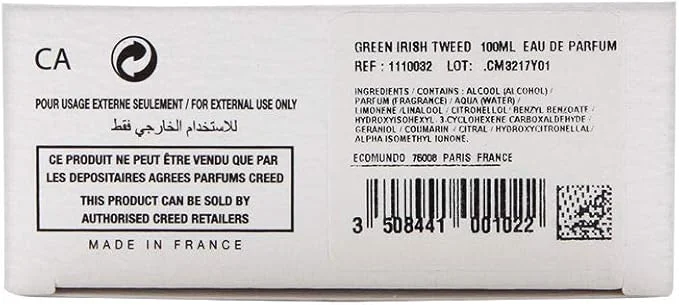 CA
POUR USAGE EXTERNE SEULEMENT / FOR EXTERNAL USE ONLY
للاستخدام الخارجي فقط
CE PRODUIT NE PEUT ÊTRE VENDU QUE PAR
LES DEPOSITAIRES AGREES PARFUMS CREED
THIS PRODUCT CAN BE SOLD BY
AUTHORISED CREED RETAILERS
MADE IN FRANCE
GREEN IRISH TWEED 100ML EAU DE PARFUM
REF : 1110032 LOT: .CM3217Y01
INGREDIENTS / CONTAINS : ALCOOL (ALCOHOL) /
PARFUM (FRAGRANCE) / AQUA (WATER) /
LIMONENE /LINALOOL / CITRONELLOL/ BENZYL BENZOATE /
HYDROXYISOHEXYL 3-CYCLOHEXENE CARBOXALDEHYDE /
GERANIOL / COUMARIN / CITRAL / HYDROXYCITRONELLAL/
ALPHA ISOMETHYL IONONE.
ECOMUNDO 76008 PARIS FRANCE
3 508441 001022